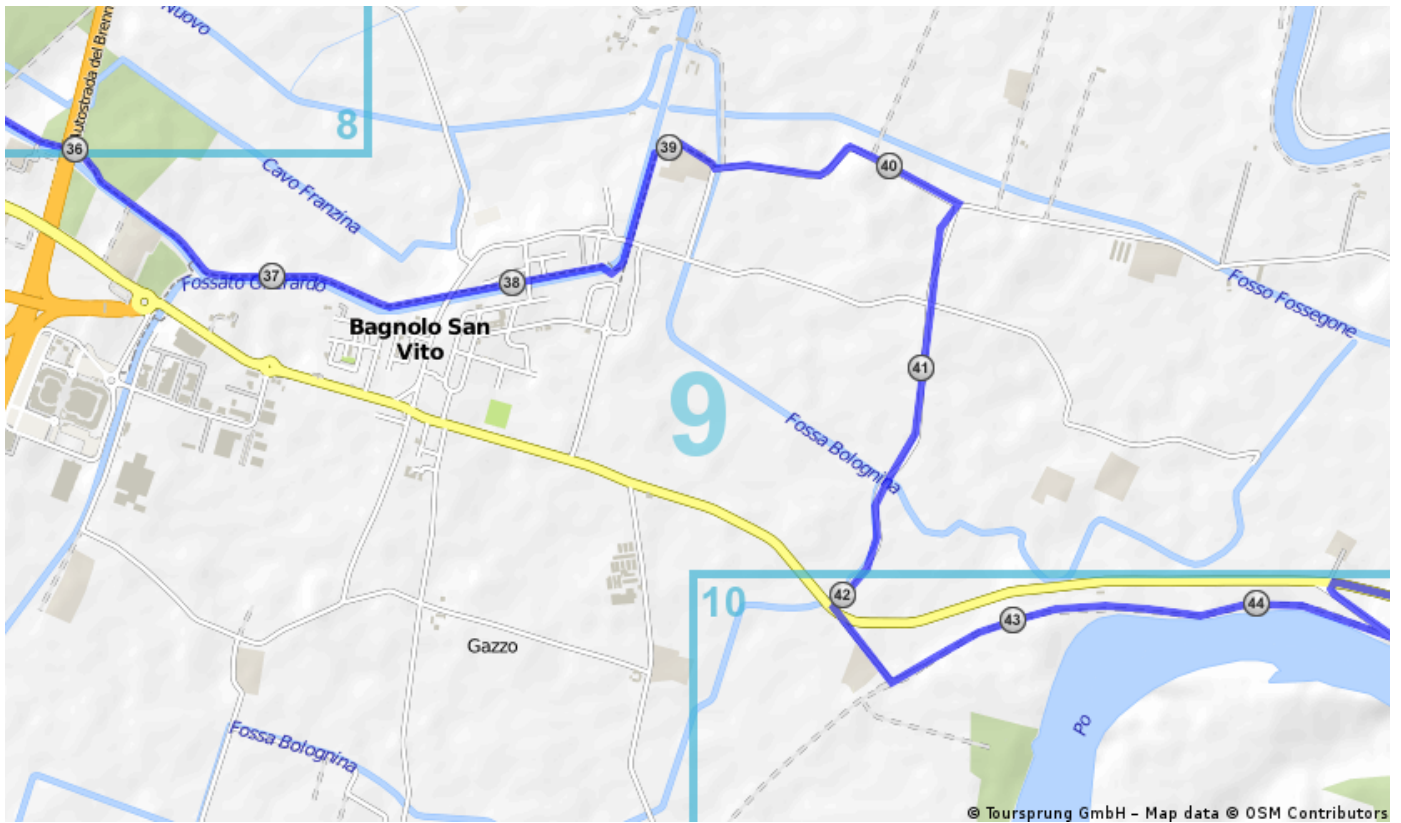 Nuovo
Autostrada del Brenn
8
36
39
Cavo Franzina
40
37
38
Fossato Gherardo
Fosso Fossegone
Bagnolo San
Vito
41
9
Fossa Bolognina
42
10
44
43
Gazzo
Po
Fossa Bolognina
© Toursprung GmbH – Map data © OSM Contributors